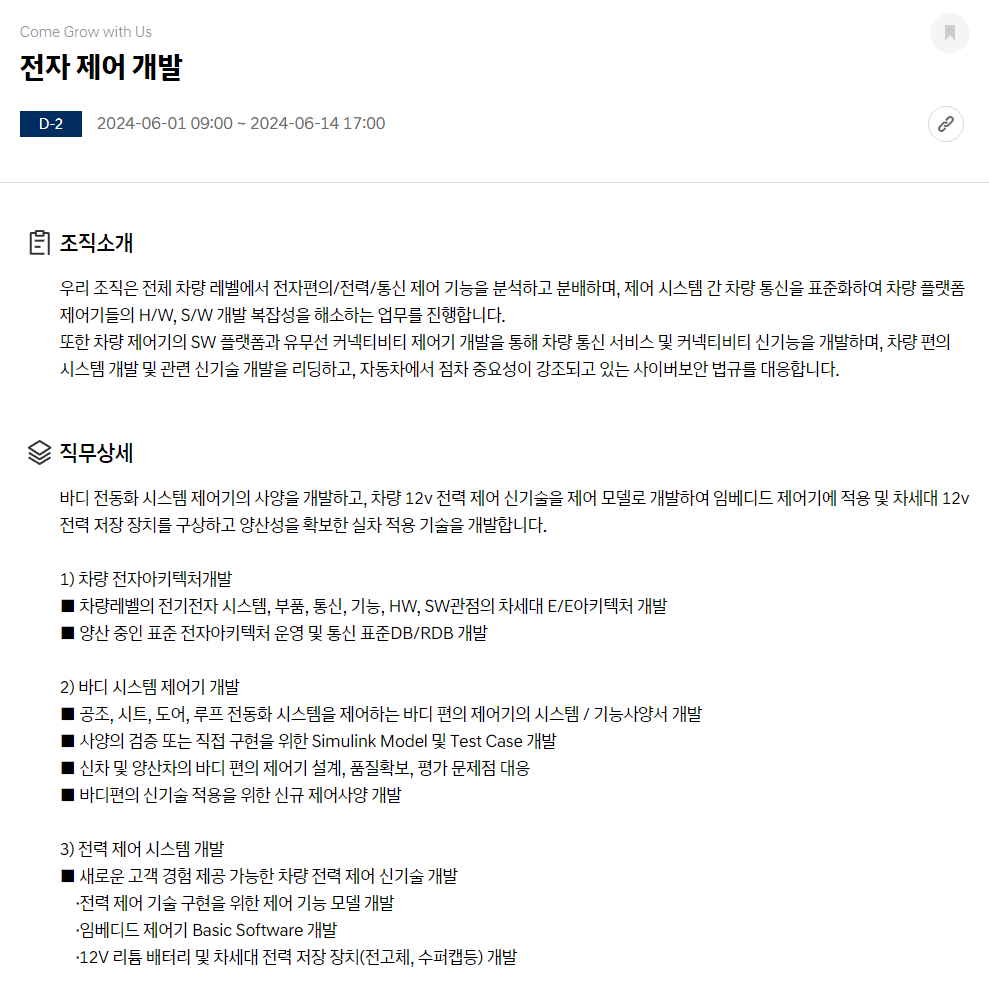 Come Grow with Us
전자 제어 개발
D-2 2024-06-01 09:00 ~ 2024-06-14 17:00
조직소개
우리 조직은 전체 차량 레벨에서 전자편의/전력/통신 제어 기능을 분석하고 분배하며, 제어 시스템 간 차량 통신을 표준화하여 차량 플랫폼
제어기들의 H/W, S/W 개발 복잡성을 해소하는 업무를 진행합니다.
또한 차량 제어기의 SW 플랫폼과 유무선 커넥티비티 제어기 개발을 통해 차량 통신 서비스 및 커넥티비티 신기능을 개발하며, 차량 편의
시스템 개발 및 관련 신기술 개발을 리딩하고, 자동차에서 점차 중요성이 강조되고 있는 사이버보안 법규를 대응합니다.
직무상세
바디 전동화 시스템 제어기의 사양을 개발하고, 차량 12v 전력 제어 신기술을 제어 모델로 개발하여 임베디드 제어기에 적용 및 차세대 12v
전력 저장 장치를 구상하고 양산성을 확보한 실차 적용 기술을 개발합니다.
1) 차량 전자아키텍처개발
■ 차량레벨의 전기전자 시스템, 부품, 통신, 기능, HW, SW관점의 차세대 E/E아키텍처 개발
■ 양산 중인 표준 전자아키텍처 운영 및 통신 표준DB/RDB 개발
2) 바디 시스템 제어기 개발
■ 공조, 시트, 도어, 루프 전동화 시스템을 제어하는 바디 편의 제어기의 시스템 / 기능사양서 개발
■ 사양의 검증 또는 직접 구현을 위한 Simulink Model 및 Test Case 개발
■ 신차 및 양산차의 바디 편의 제어기 설계, 품질확보, 평가 문제점 대응
■ 바디편의 신기술 적용을 위한 신규 제어사양 개발
3) 전력 제어 시스템 개발
■ 새로운 고객 경험 제공 가능한 차량 전력 제어 신기술 개발
·전력 제어 기술 구현을 위한 제어 기능 모델 개발
·임베디드 제어기 Basic Software 개발
·12V 리튬 배터리 및 차세대 전력 저장 장치(전고체, 수퍼캡등) 개발